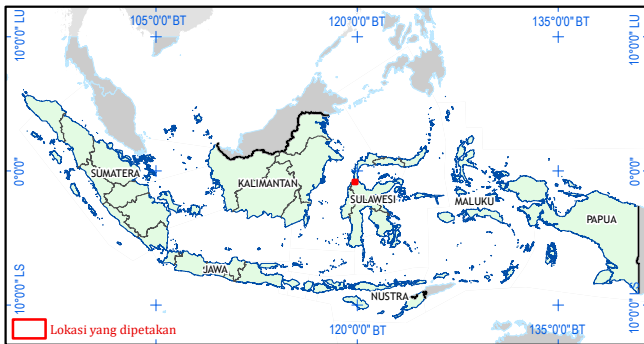 105°0'0" BT
120°0'0" BT
135°0'0" BT
10°0'0" LU
10°0'0" LU
0°0'0"
0°0'0"
SUMATERA
KALIMANTAN
SULAWESI
MALUKU
PAPUA
JAWA
NUSTRA
10°0'0" LS
10°0'0" LS
Lokasi yang dipetakan
120°0'0" BT
135°0'0" BT